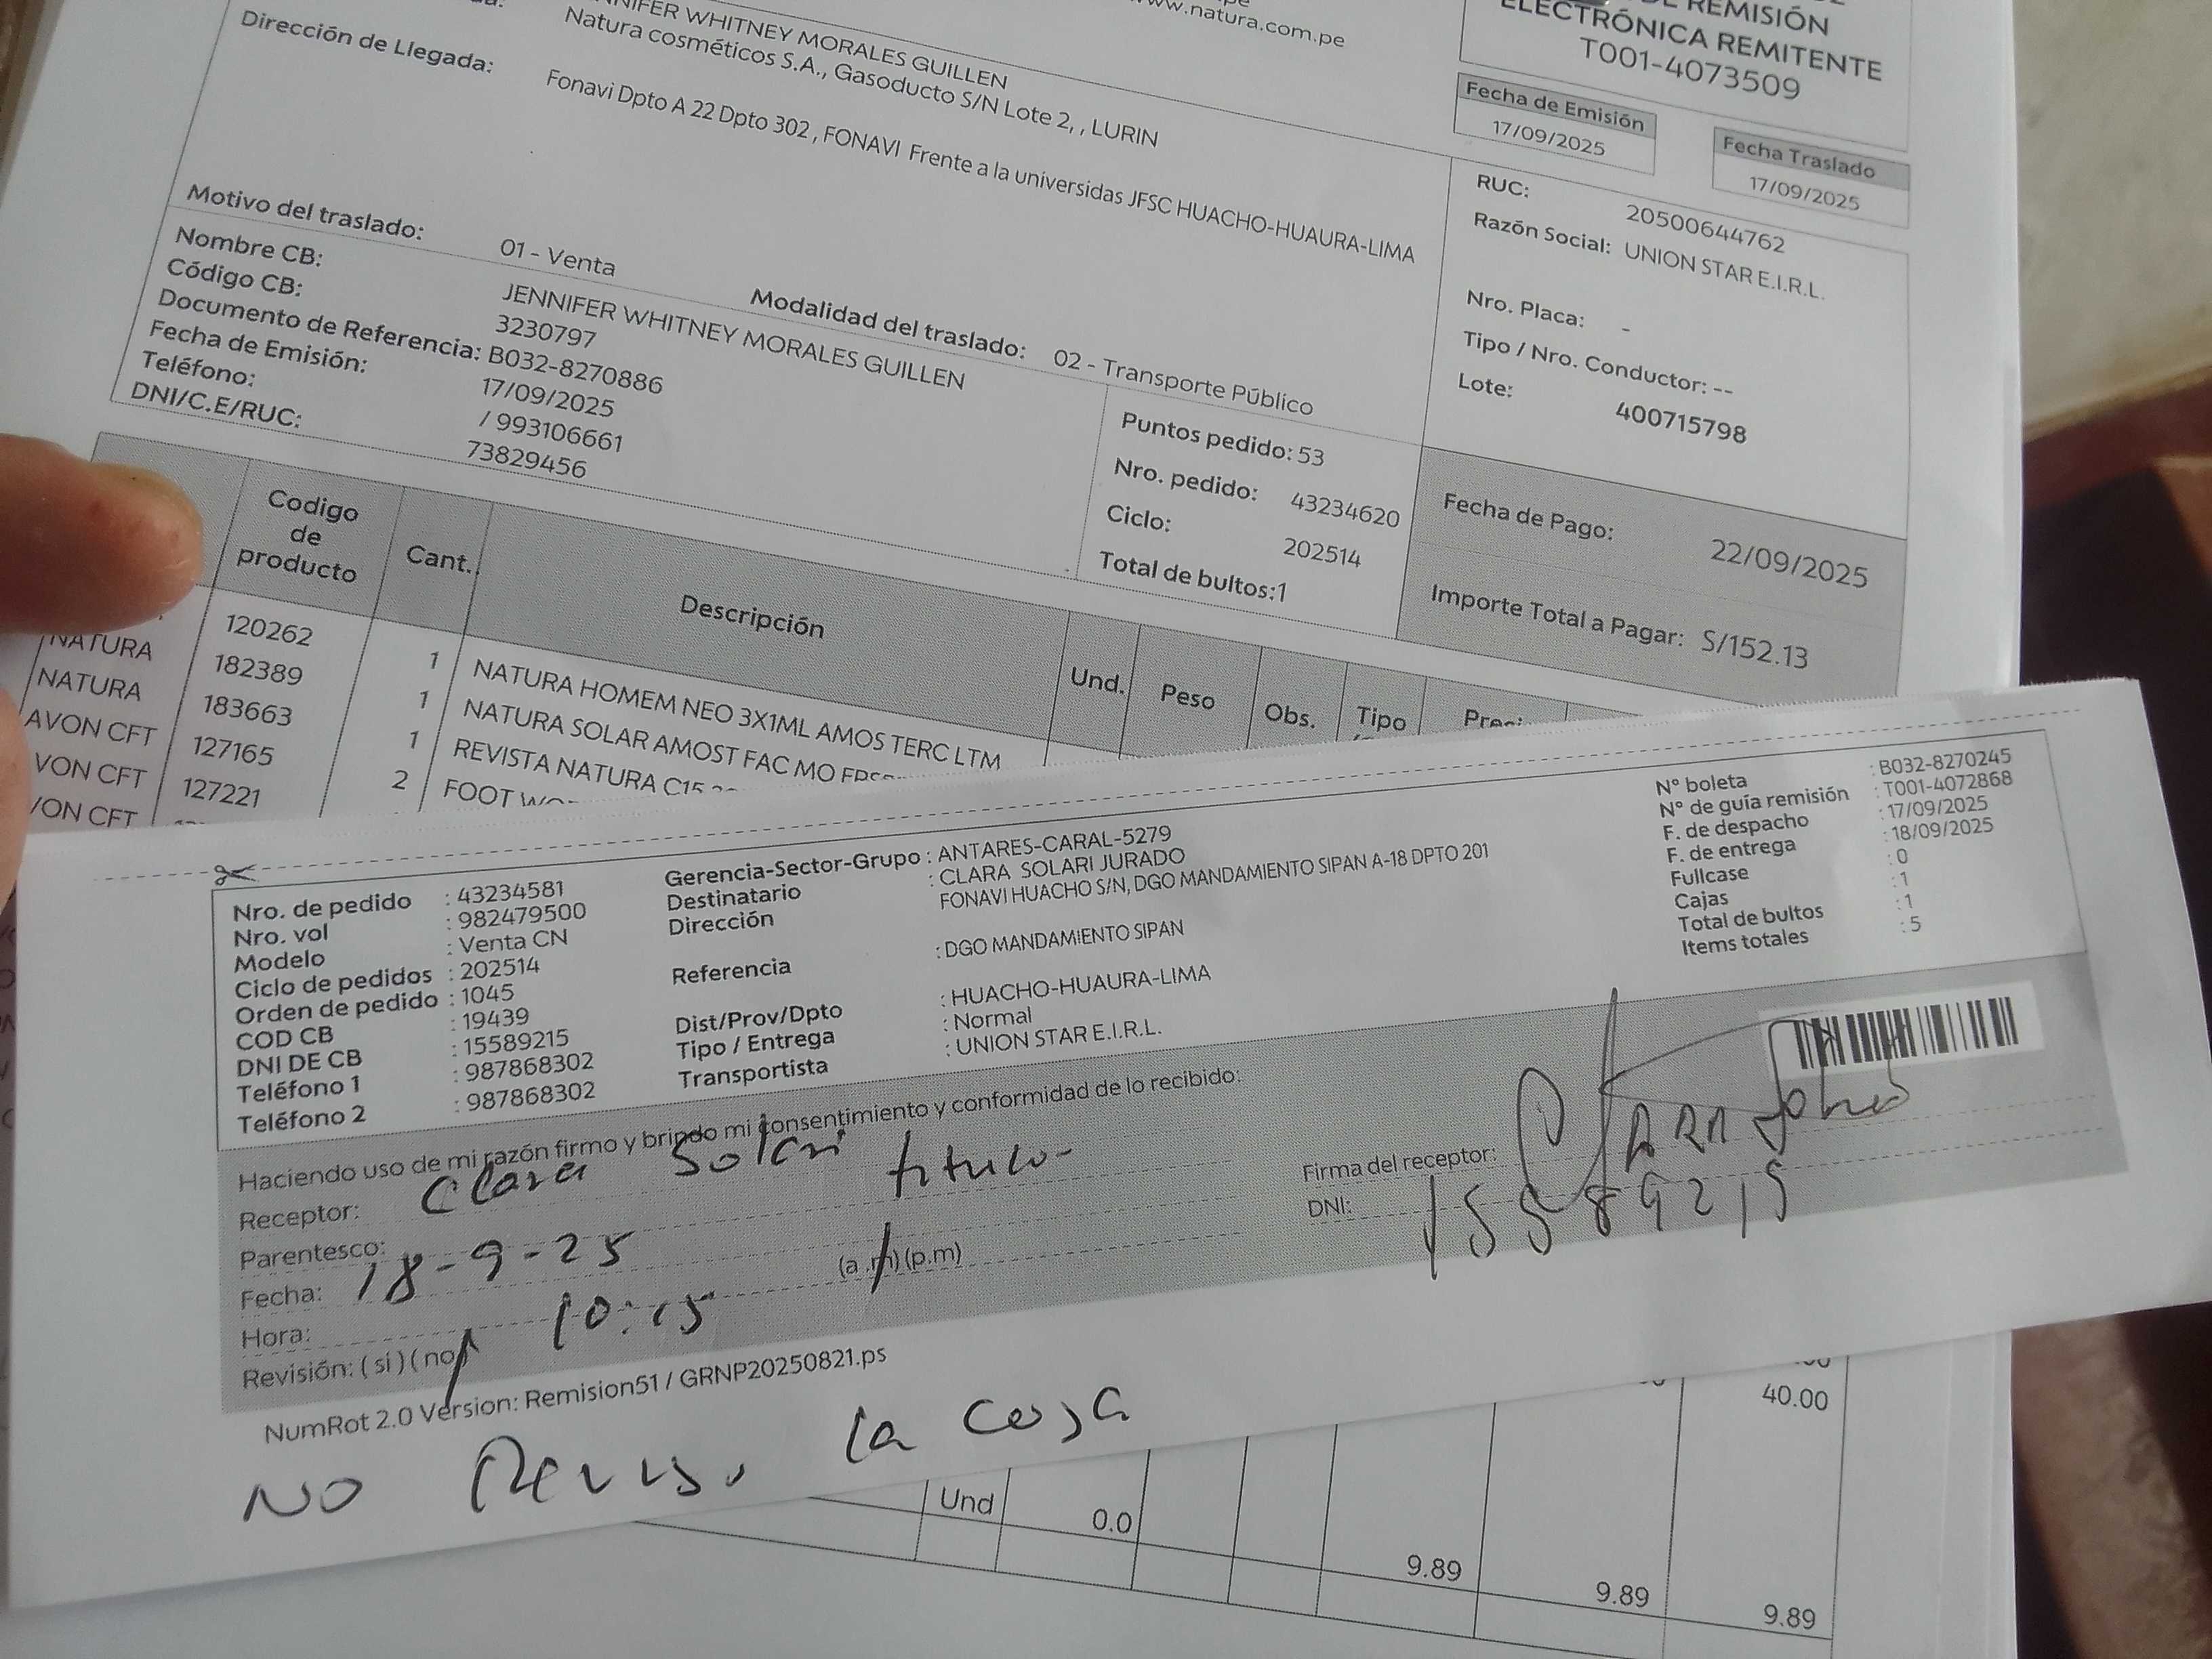 www.natura.com.pe
DE REMISIÓN
ELECTRÓNICA REMITENTE
T001-4073509
JENNIFER WHITNEY MORALES GUILLEN
Natura cosméticos S.A., Gasoducto S/N Lote 2, , LURIN
Dirección de Llegada:
Fonavi Dpto A 22 Dpto 302 , FONAVI Frente a la universidas JFSC HUACHO-HUAURA-LIMA
Fecha de Emisión
17/09/2025
Fecha Traslado
17/09/2025
RUC: 20500644762
Razón Social: UNION STAR E.I.R.L.
Nro. Placa: -
Tipo / Nro. Conductor: --
Lote: 400715798
Motivo del traslado: 01 - Venta
Modalidad del traslado: 02 - Transporte Público
Nombre CB: JENNIFER WHITNEY MORALES GUILLEN
Código CB: 3230797
Documento de Referencia: B032-8270886
Fecha de Emisión: 17/09/2025
Teléfono: / 993106661
DNI/C.E/RUC: 73829456
Puntos pedido: 53
Nro. pedido: 43234620
Ciclo: 202514
Total de bultos:1
Fecha de Pago: 22/09/2025
Importe Total a Pagar: S/152.13
Codigo de producto Cant. Descripción Und. Peso Obs. Tipo
NATURA 120262 1 NATURA HOMEM NEO 3X1ML AMOS TERC LTM
NATURA 182389 1 NATURA SOLAR AMOST FAC MO
AVON CFT 183663 1 REVISTA NATURA C15
VON CFT 127165 2 FOOT
VON CFT 127221
Nro. de pedido : 43234581
Nro. vol : 982479500
Modelo : Venta CN
Ciclo de pedidos : 202514
Orden de pedido : 1045
COD CB : 19439
DNI DE CB : 15589215
Teléfono 1 : 987868302
Teléfono 2 : 987868302
Gerencia-Sector-Grupo : ANTARES-CARAL-5279
Destinatario : CLARA SOLARI JURADO
Dirección FONAVI HUACHO S/N, DGO MANDAMIENTO SIPAN A-18 DPTO 201
Referencia : DGO MANDAMIENTO SIPAN
Dist/Prov/Dpto : HUACHO-HUAURA-LIMA
Tipo / Entrega : Normal
Transportista : UNION STAR E.I.R.L.
N° boleta : B032-8270245
N° de guía remisión : T001-4072868
F. de despacho : 17/09/2025
F. de entrega : 18/09/2025
Fullcase : 0
Cajas : 1
Total de bultos : 1
Items totales : 5
Haciendo uso de mi razón firmo y brindo mi consentimiento y conformidad de lo recibido:
Receptor: Clara Solari
Parentesco:
Fecha: 18-9-25
Hora: 10:15 (a.m) (p.m)
Revisión: ( si ) ( no )
Firma del receptor:
DNI: 15589215
NumRot 2.0 Version: Remision51 / GRNP20250821.ps
NO Reviso la
40.00
Und 0.0
9.89 9.89 9.89